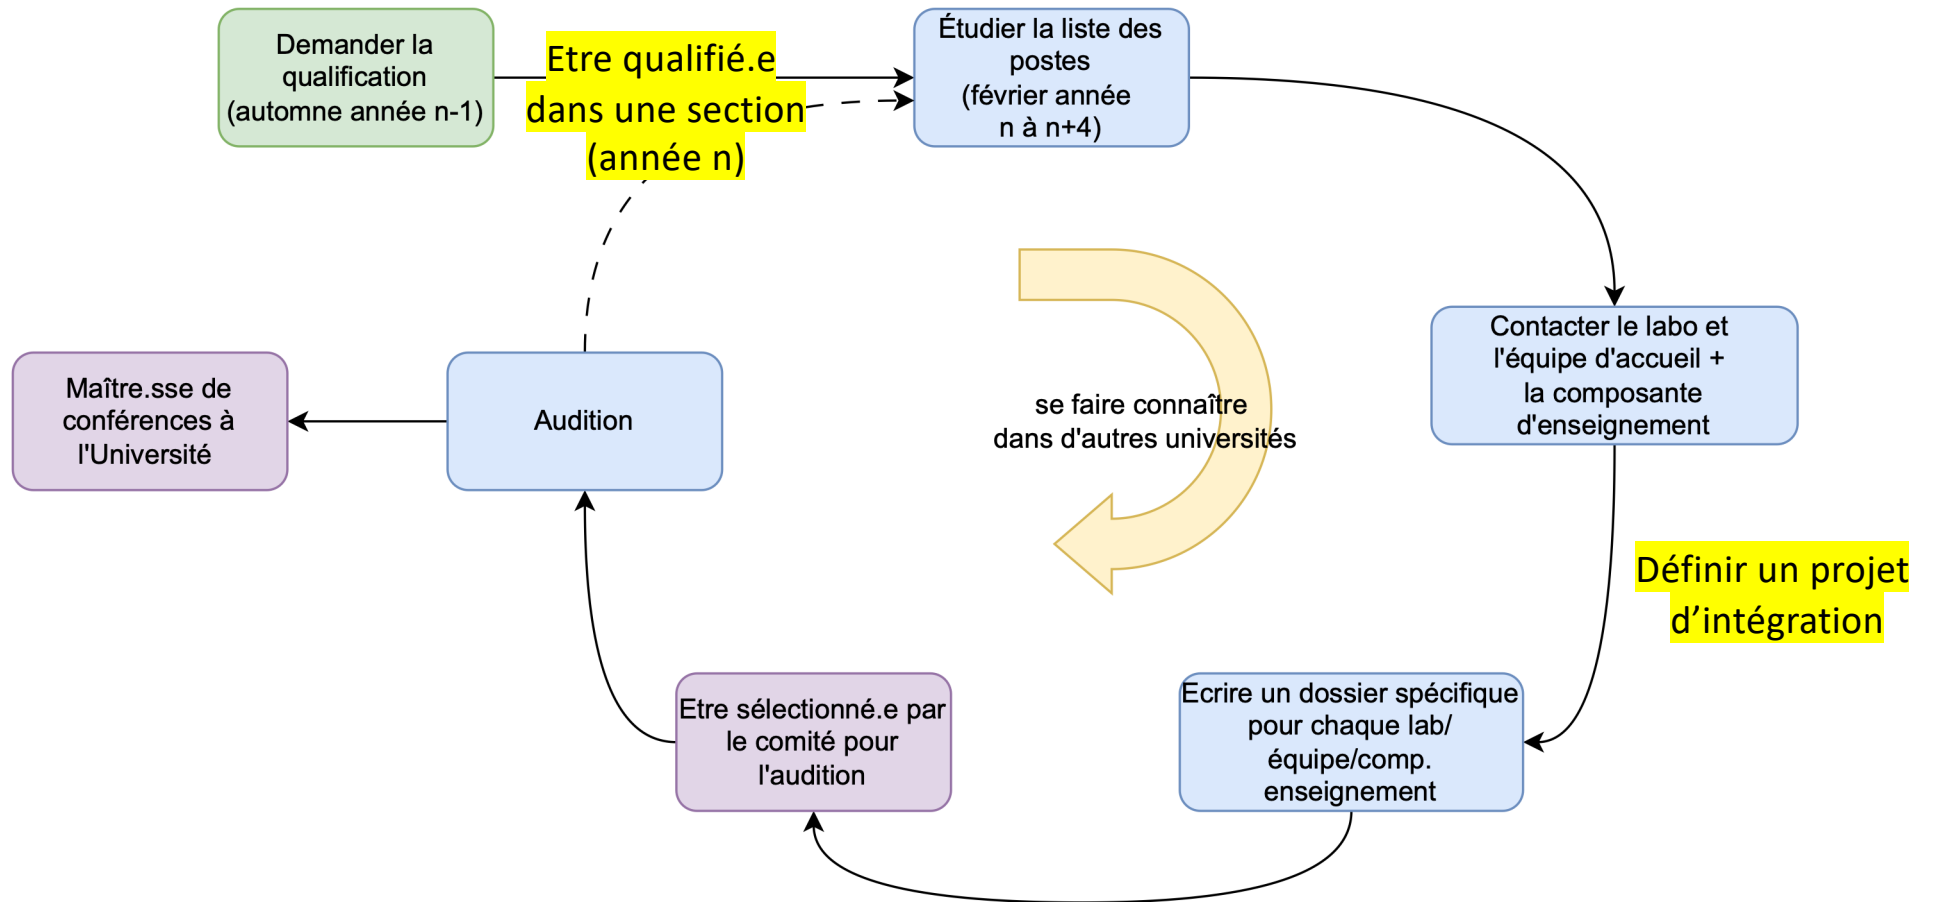 Demander la
qualification
(automne année n-1)
Etre qualifié.e
dans une section
(année n)
Étudier la liste des
postes
(février année
n à n+4)
Contacter le labo et
l'équipe d'accueil +
la composante
d'enseignement
Maître.sse de
conférences à
l'Université
Audition
se faire connaître
dans d'autres universités
Définir un projet
d’intégration
Ecrire un dossier spécifique
pour chaque lab/
équipe/comp.
enseignement
Etre sélectionné.e par
le comité pour
l'audition